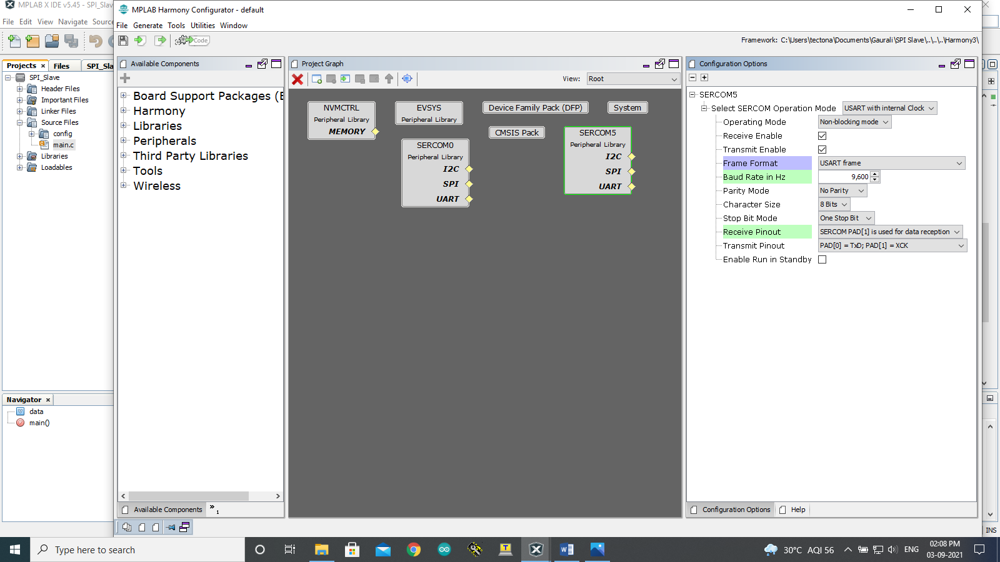 MPLAB X IDE v5.45 - SPI_Slav
File Edit View Navigate Sourc
Projects × Files SPI_Sla
SPI_Slave
Header Files
Important Files
Linker Files
Source Files
config
main.c
Libraries
Loadables
Navigator ×
data
main()
MPLAB Harmony Configurator - default
File Generate Tools Utilities Window
Code
Framework: C:\Users\tectona\Documents\Gaurali\SPI Slave\..\..\..\Harmony3\
Available Components
Board Support Packages (B
Harmony
Libraries
Peripherals
Third Party Libraries
Tools
Wireless
Available Components
» 1
Project Graph
View: Root
NVMCTRL
Peripheral Library
MEMORY
EVSYS
Peripheral Library
Device Family Pack (DFP)
System
CMSIS Pack
SERCOM0
Peripheral Library
I2C
SPI
UART
SERCOM5
Peripheral Library
I2C
SPI
UART
Configuration Options
SERCOM5
Select SERCOM Operation Mode USART with internal Clock
Operating Mode Non-blocking mode
Receive Enable
Transmit Enable
Frame Format USART frame
Baud Rate in Hz 9,600
Parity Mode No Parity
Character Size 8 Bits
Stop Bit Mode One Stop Bit
Receive Pinout SERCOM PAD[1] is used for data reception
Transmit Pinout PAD[0] = TxD; PAD[1] = XCK
Enable Run in Standby
Configuration Options Help
INS
Type here to search
30°C AQI 56
ENG
02:08 PM
03-09-2021